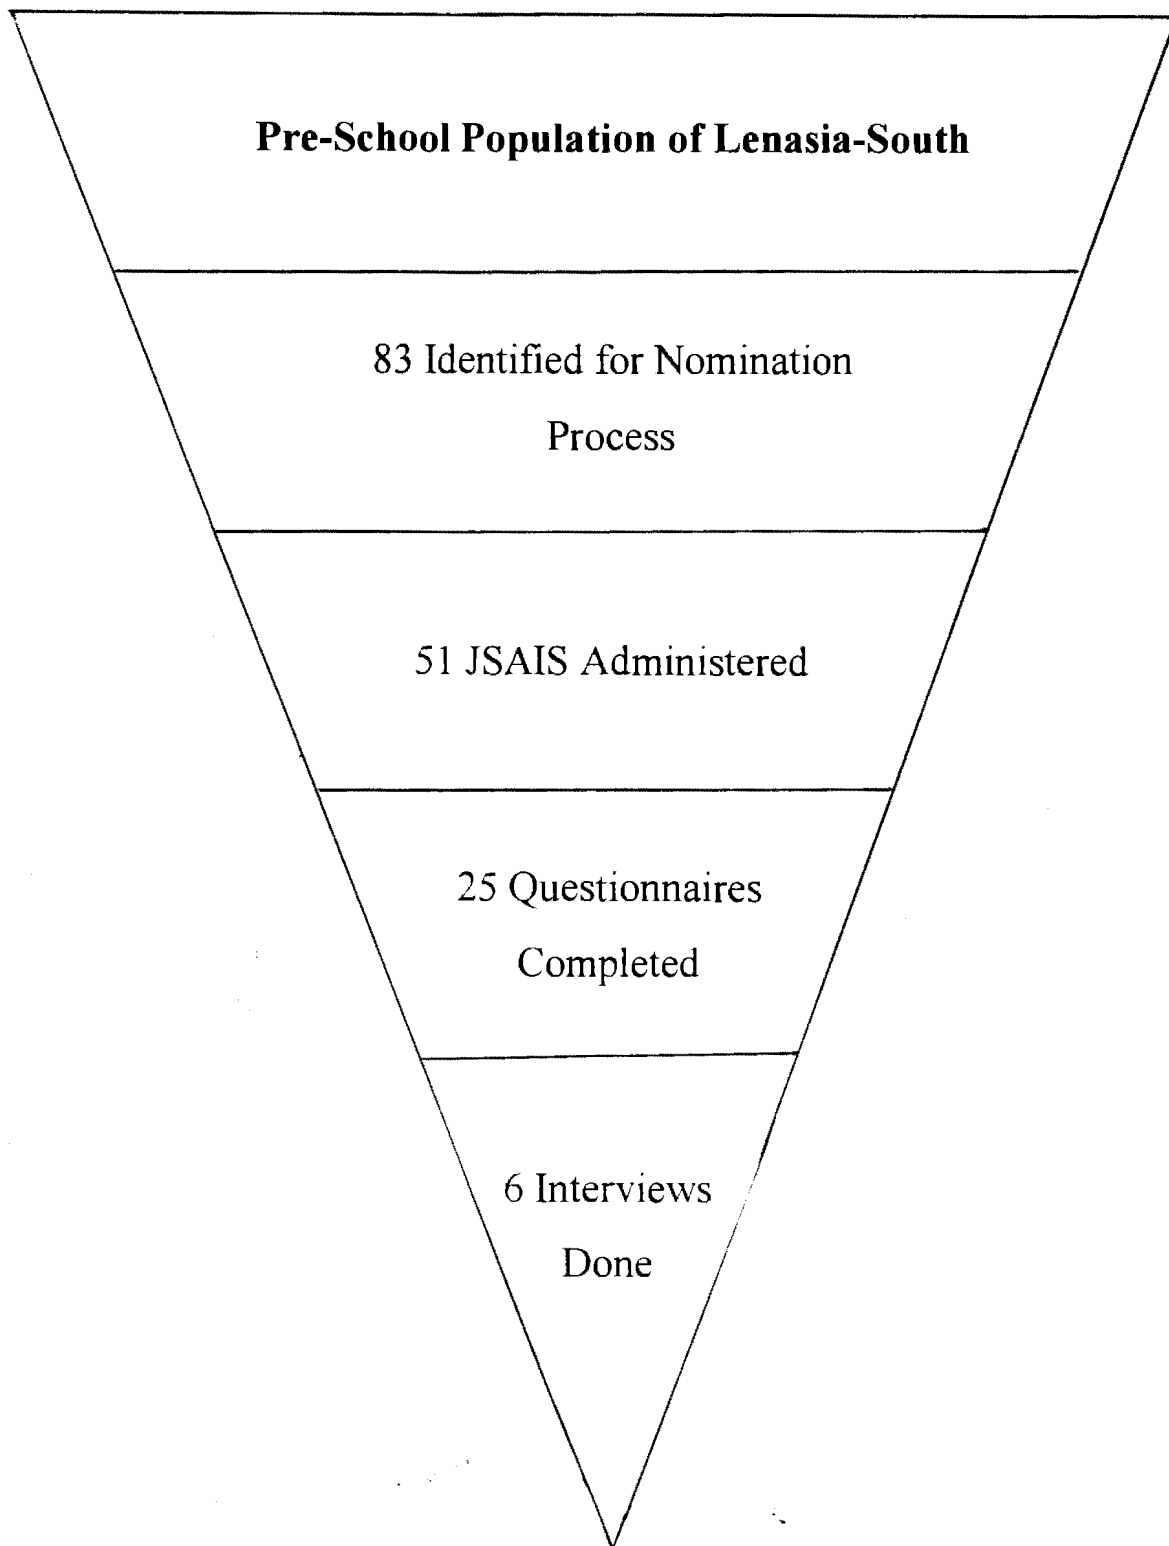 Pre-School Population of Lenasia-South
83 Identified for Nomination
Process
51 JSAIS Administered
25 Questionnaires
Completed
6 Interviews
Done